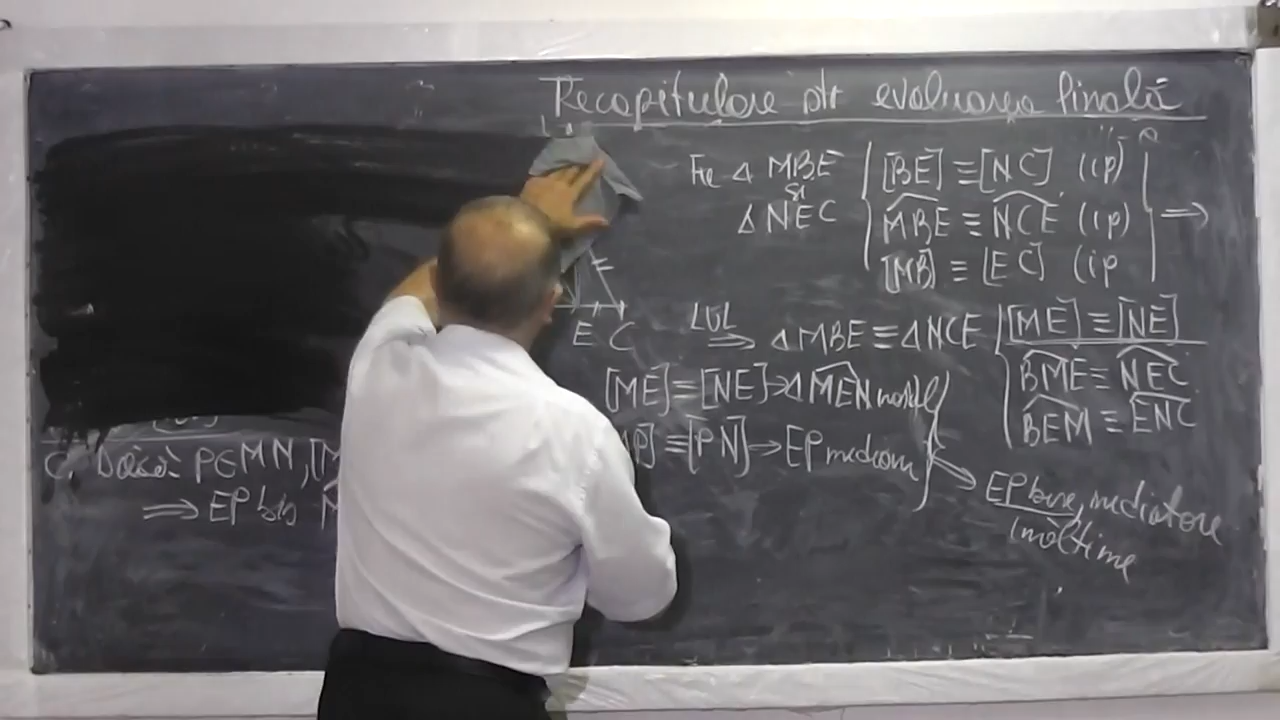 Recapitulare ptr evaluarea finală
Fie Δ MBE
și
Δ NEC
[BE] ≡ [NC] (ip)
MBE ≡ NCE (ip)
[MB] ≡ [EC] (ip
⇒
E C
LUL
⇒ Δ MBE ≡ Δ NCE
[ME] ≡ [NE]
BME ≡ NEC
BEM ≡ ENC
[ME] = [NE] ⇒ Δ MEN
P] ≡ [PN] → EP mediană
⇒ EP bis, mediatoare
înălțime
C. Dacă P∈MN, [M
⇒ EP bis M